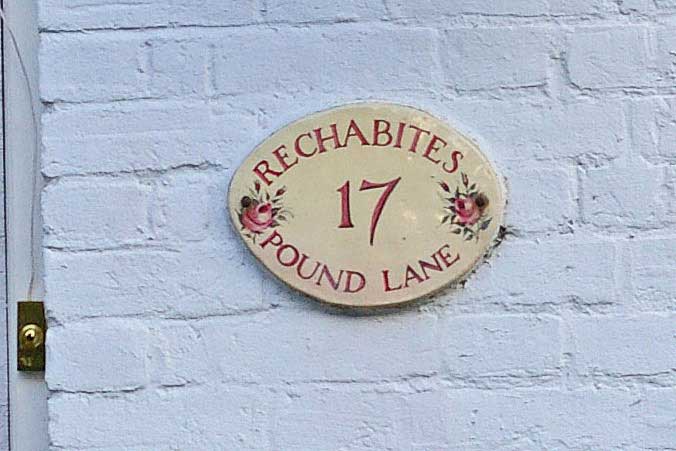 RECHABITES
17
POUND LANE